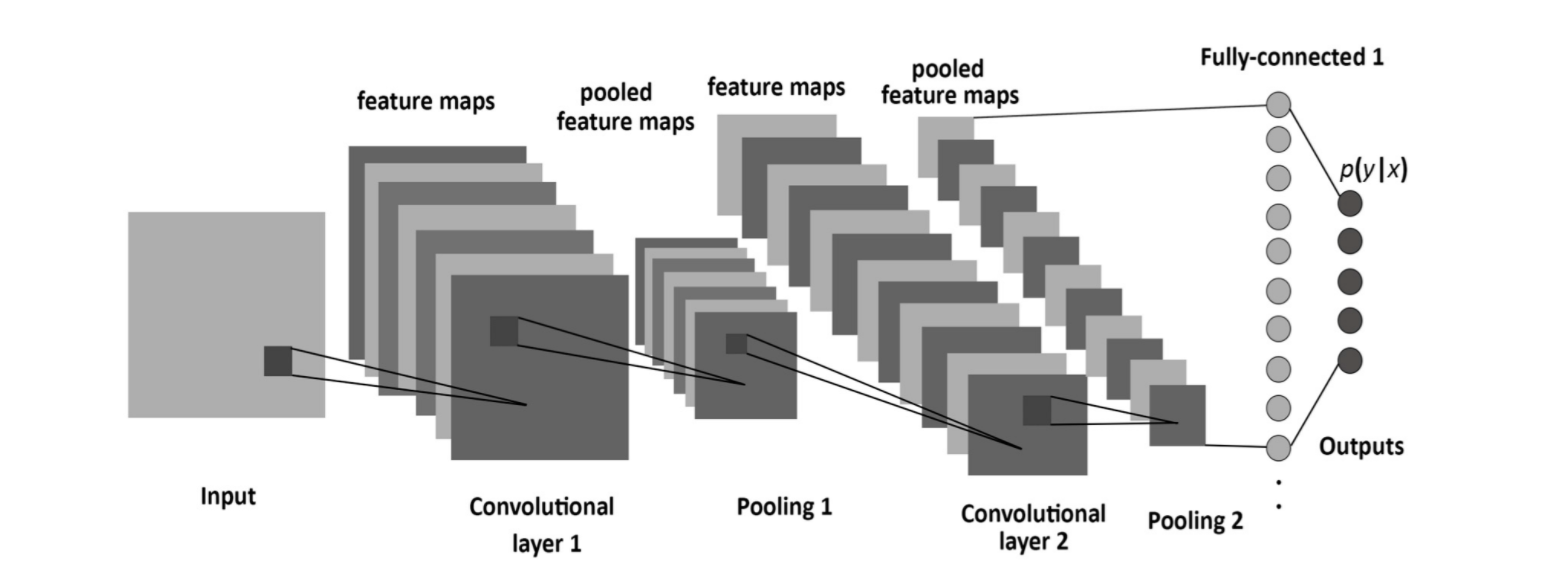 feature maps
pooled
feature maps
feature maps
pooled
feature maps
Fully-connected 1
p(y|x)
Outputs
Input
Convolutional
layer 1
Pooling 1
Convolutional
layer 2
Pooling 2